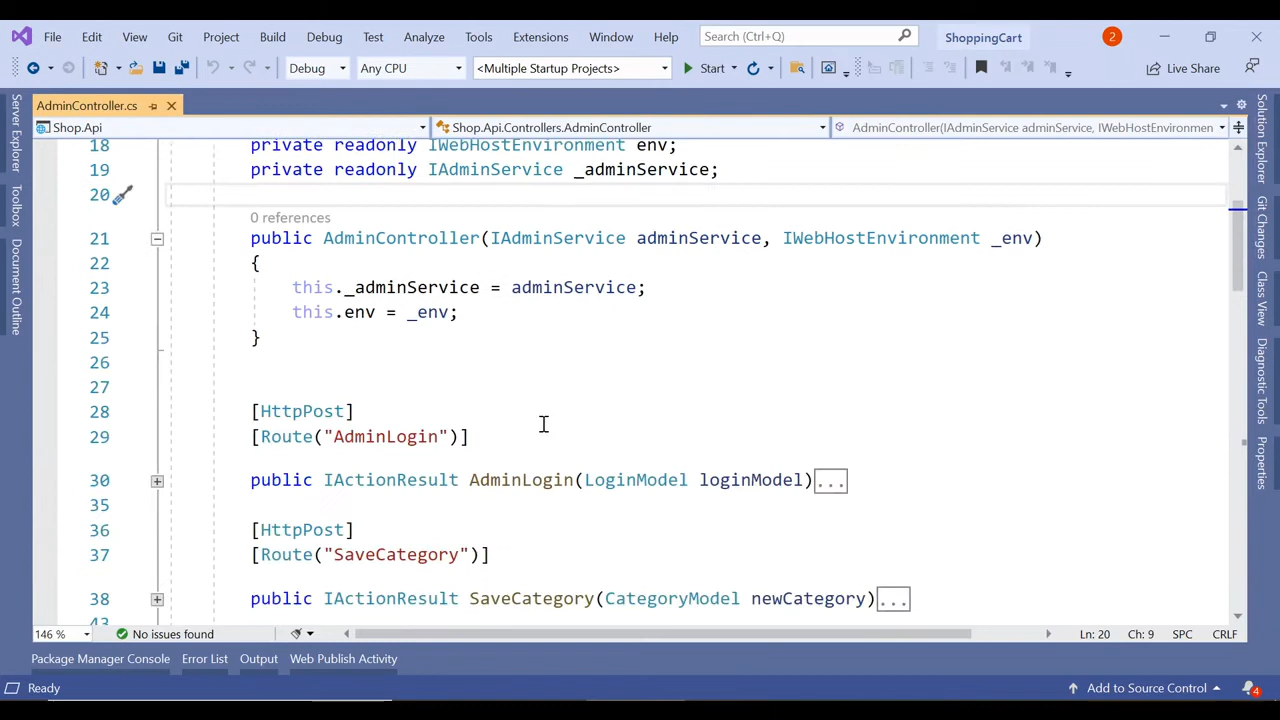 File Edit View Git Project Build Debug Test Analyze Tools Extensions Window Help Search (Ctrl+Q) ShoppingCart 2
Debug Any CPU <Multiple Startup Projects> Start Live Share
AdminController.cs
Shop.Api Shop.Api.Controllers.AdminController AdminController(IAdminService adminService, IWebHostEnvironmen
18 private readonly IWebHostEnvironment env;
19 private readonly IAdminService _adminService;
20
0 references
21 public AdminController(IAdminService adminService, IWebHostEnvironment _env)
22 {
23 this._adminService = adminService;
24 this.env = _env;
25 }
26
27
28 [HttpPost]
29 [Route("AdminLogin")]
30 public IActionResult AdminLogin(LoginModel loginModel)...
35
36 [HttpPost]
37 [Route("SaveCategory")]
38 public IActionResult SaveCategory(CategoryModel newCategory)...
43
146 % No issues found Ln: 20 Ch: 9 SPC CRLF
Package Manager Console Error List Output Web Publish Activity
Ready Add to Source Control 4
Server Explorer
Toolbox
Document Outline
Solution Explorer
Git Changes
Class View
Diagnostic Tools
Properties